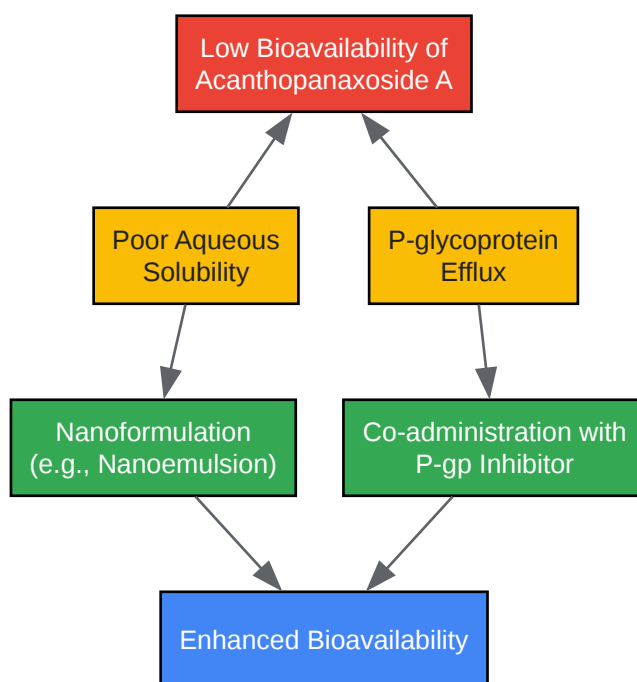 Low Bioavailability of
Acanthopanaxoside A
Poor Aqueous
Solubility
P-glycoprotein
Efflux
Nanoformulation
(e.g., Nanoemulsion)
Co-administration with
P-gp Inhibitor
Enhanced Bioavailability